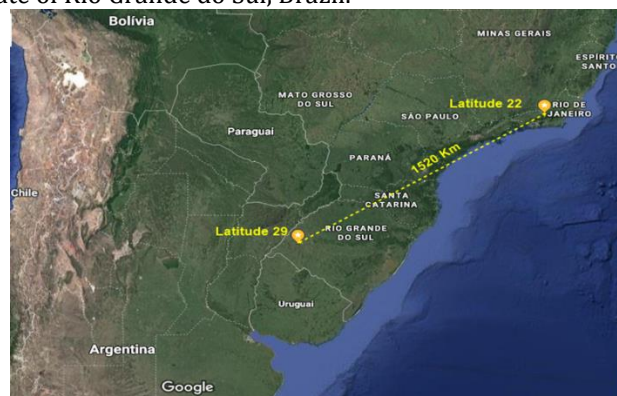 ate of Rio Grande do Sul, Brazil.
Bolívia
MINAS GERAIS
ESPÍRIT
SANTO
MATO GROSSO
DO SUL
Latitude 22
RIO DE
JANEIRO
SÃO PAULO
Paraguai
1520 Km
PARANÁ
Chile
SANTA
CATARINA
Latitude 29
RIO GRANDE
DO SUL
Uruguai
Argentina
Google